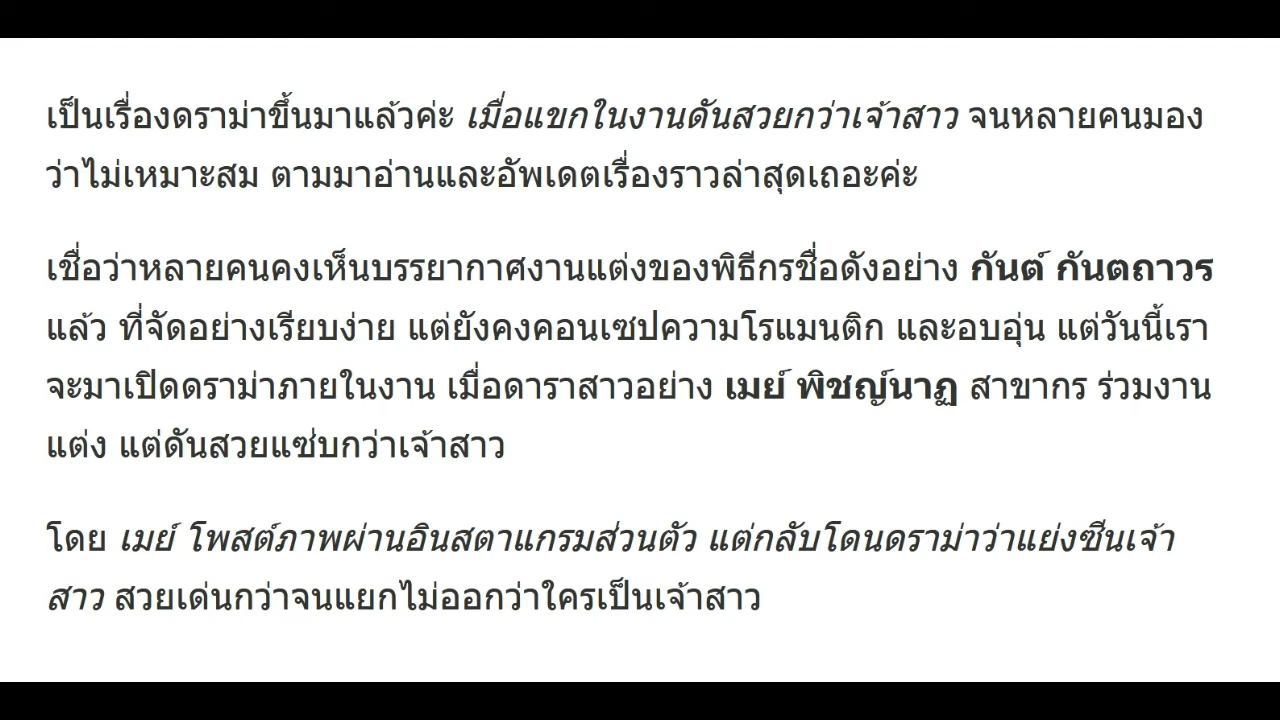 เป็นเรื่องดราม่าขึ้นมาแล้วค่ะ เมื่อแขกในงานดันสวยกว่าเจ้าสาว จนหลายคนมอง
ว่าไม่เหมาะสม ตามมาอ่านและอัพเดตเรื่องราวล่าสุดเถอะค่ะ
เชื่อว่าหลายคนคงเห็นบรรยากาศงานแต่งของพิธีกรชื่อดังอย่าง กันต์ กันตถาวร
แล้ว ที่จัดอย่างเรียบง่าย แต่ยังคงคอนเซปความโรแมนติก และอบอุ่น แต่วันนี้เรา
จะมาเปิดดราม่าภายในงาน เมื่อดาราสาวอย่าง เมย์ พิชญ์นาฏ สาขากร ร่วมงาน
แต่ง แต่ดันสวยแซ่บกว่าเจ้าสาว
โดย เมย์ โพสต์ภาพผ่านอินสตาแกรมส่วนตัว แต่กลับโดนดราม่าว่าแย่งซีนเจ้า
สาว สวยเด่นกว่าจนแยกไม่ออกว่าใครเป็นเจ้าสาว